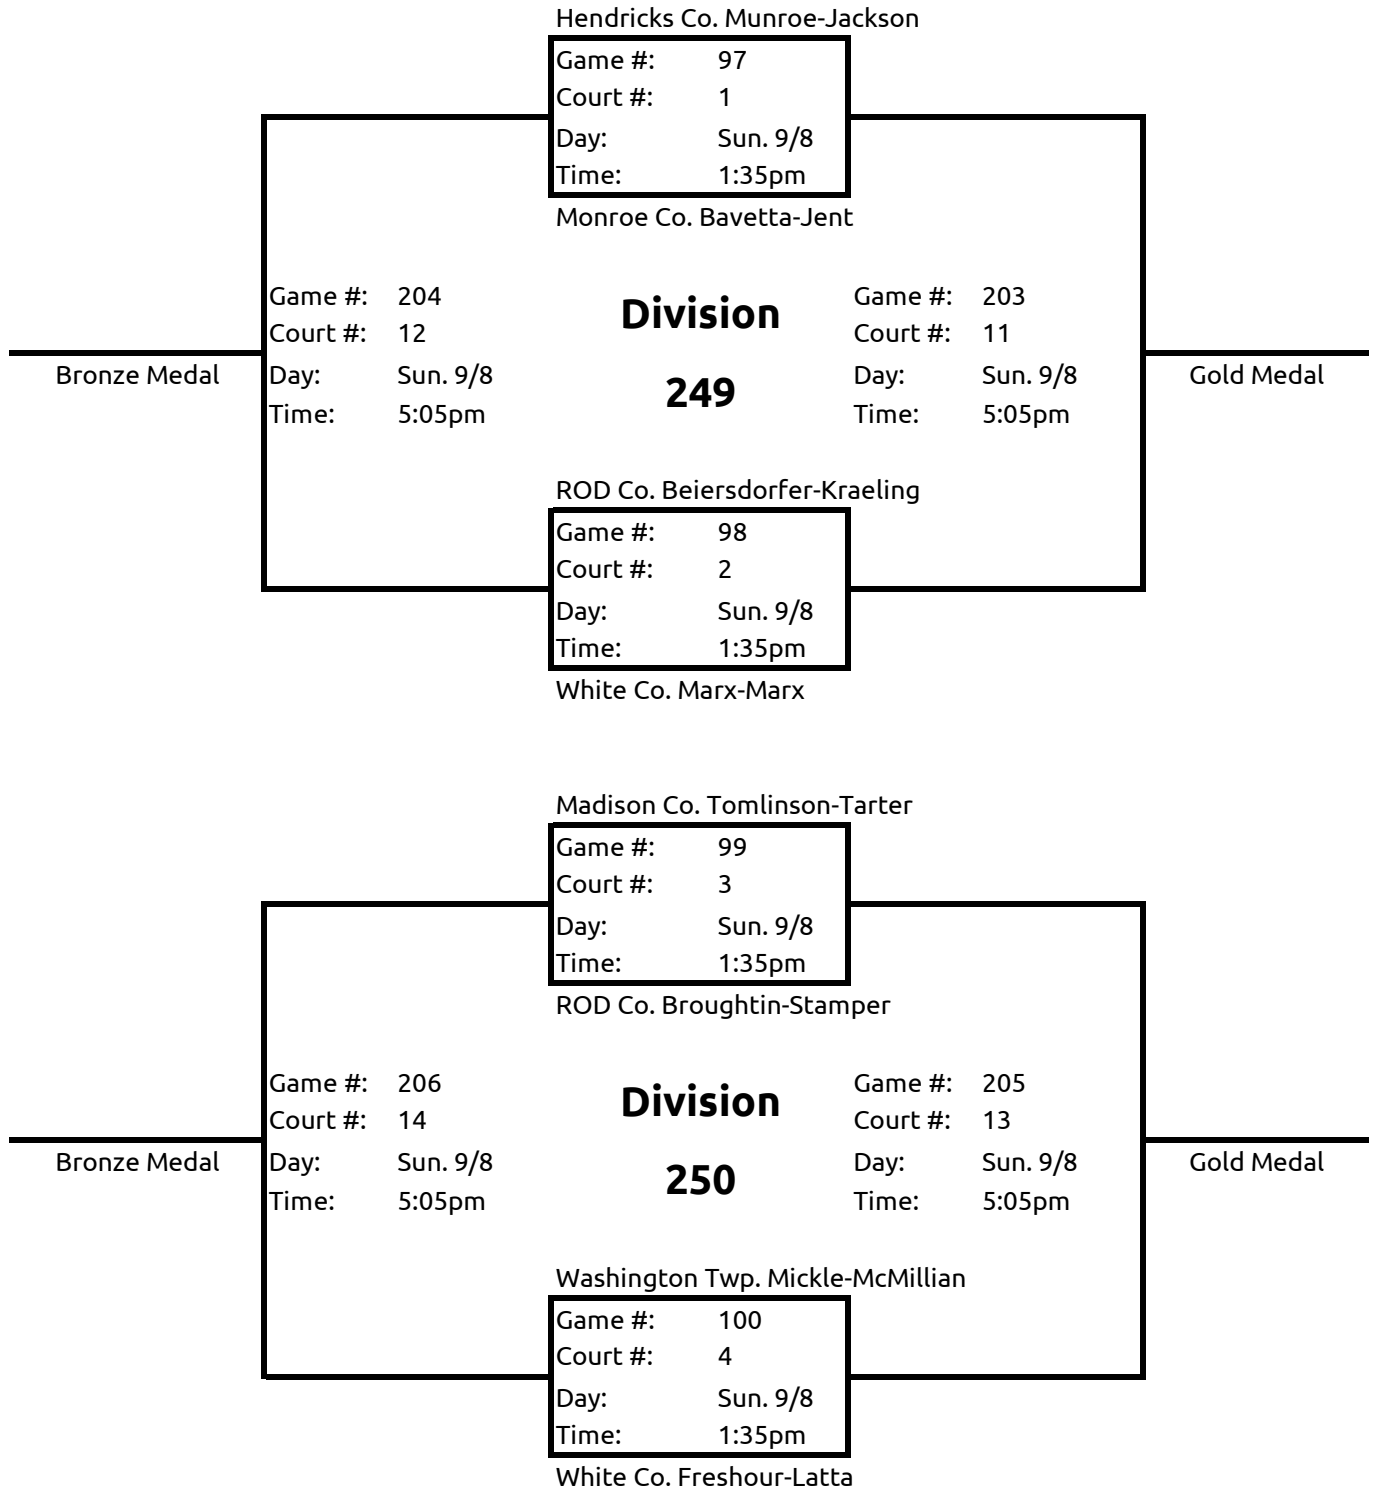 Hendricks Co. Munroe-Jackson
Game #: 97
Court #: 1
Day: Sun. 9/8
Time: 1:35pm
Monroe Co. Bavetta-Jent
Game #: 204
Court #: 12
Day: Sun. 9/8
Time: 5:05pm
Bronze Medal
Division
249
Game #: 203
Court #: 11
Day: Sun. 9/8
Time: 5:05pm
Gold Medal
ROD Co. Beiersdorfer-Kraeling
Game #: 98
Court #: 2
Day: Sun. 9/8
Time: 1:35pm
White Co. Marx-Marx
Madison Co. Tomlinson-Tarter
Game #: 99
Court #: 3
Day: Sun. 9/8
Time: 1:35pm
ROD Co. Broughtin-Stamper
Game #: 206
Court #: 14
Day: Sun. 9/8
Time: 5:05pm
Bronze Medal
Division
250
Game #: 205
Court #: 13
Day: Sun. 9/8
Time: 5:05pm
Gold Medal
Washington Twp. Mickle-McMillian
Game #: 100
Court #: 4
Day: Sun. 9/8
Time: 1:35pm
White Co. Freshour-Latta